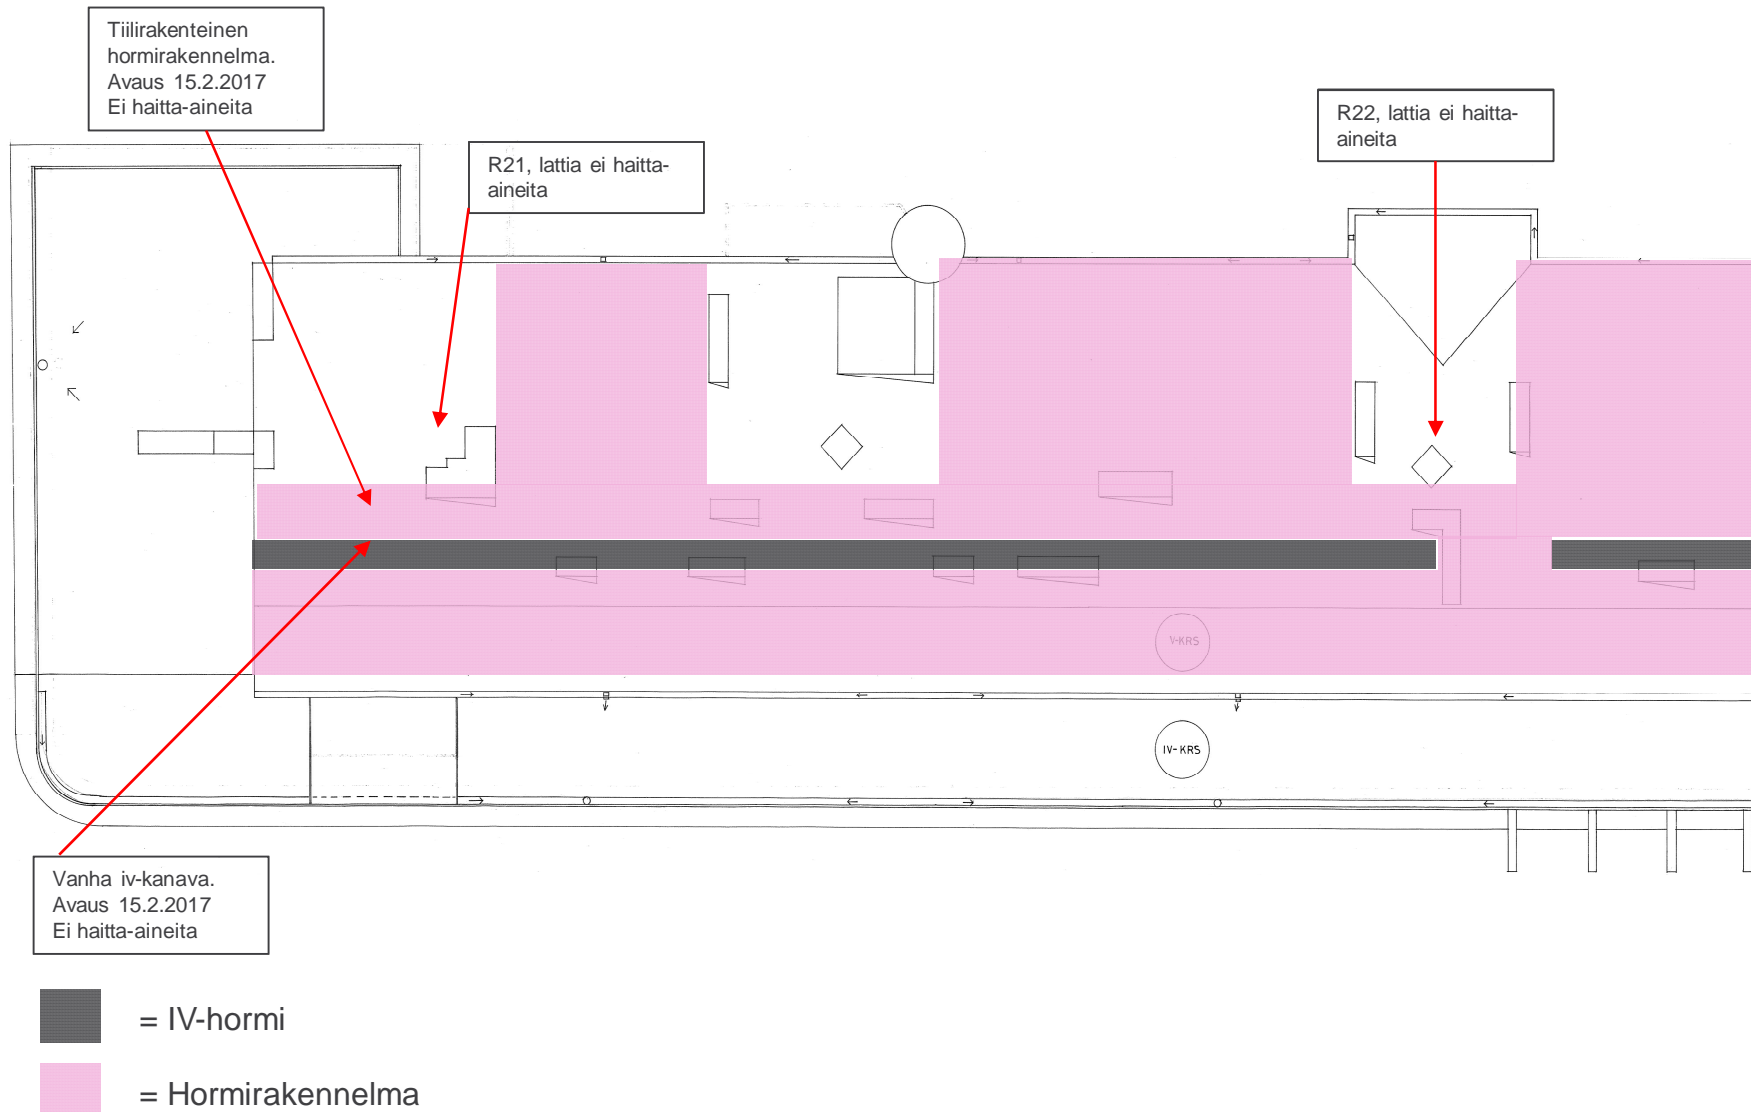 Tiilirakenteinen
hormirakennelma.
Avaus 15.2.2017
Ei haitta-aineita
R21, lattia ei haitta-
aineita
R22, lattia ei haitta-
aineita
V-KRS
IV-KRS
Vanha iv-kanava.
Avaus 15.2.2017
Ei haitta-aineita
= IV-hormi
= Hormirakennelma